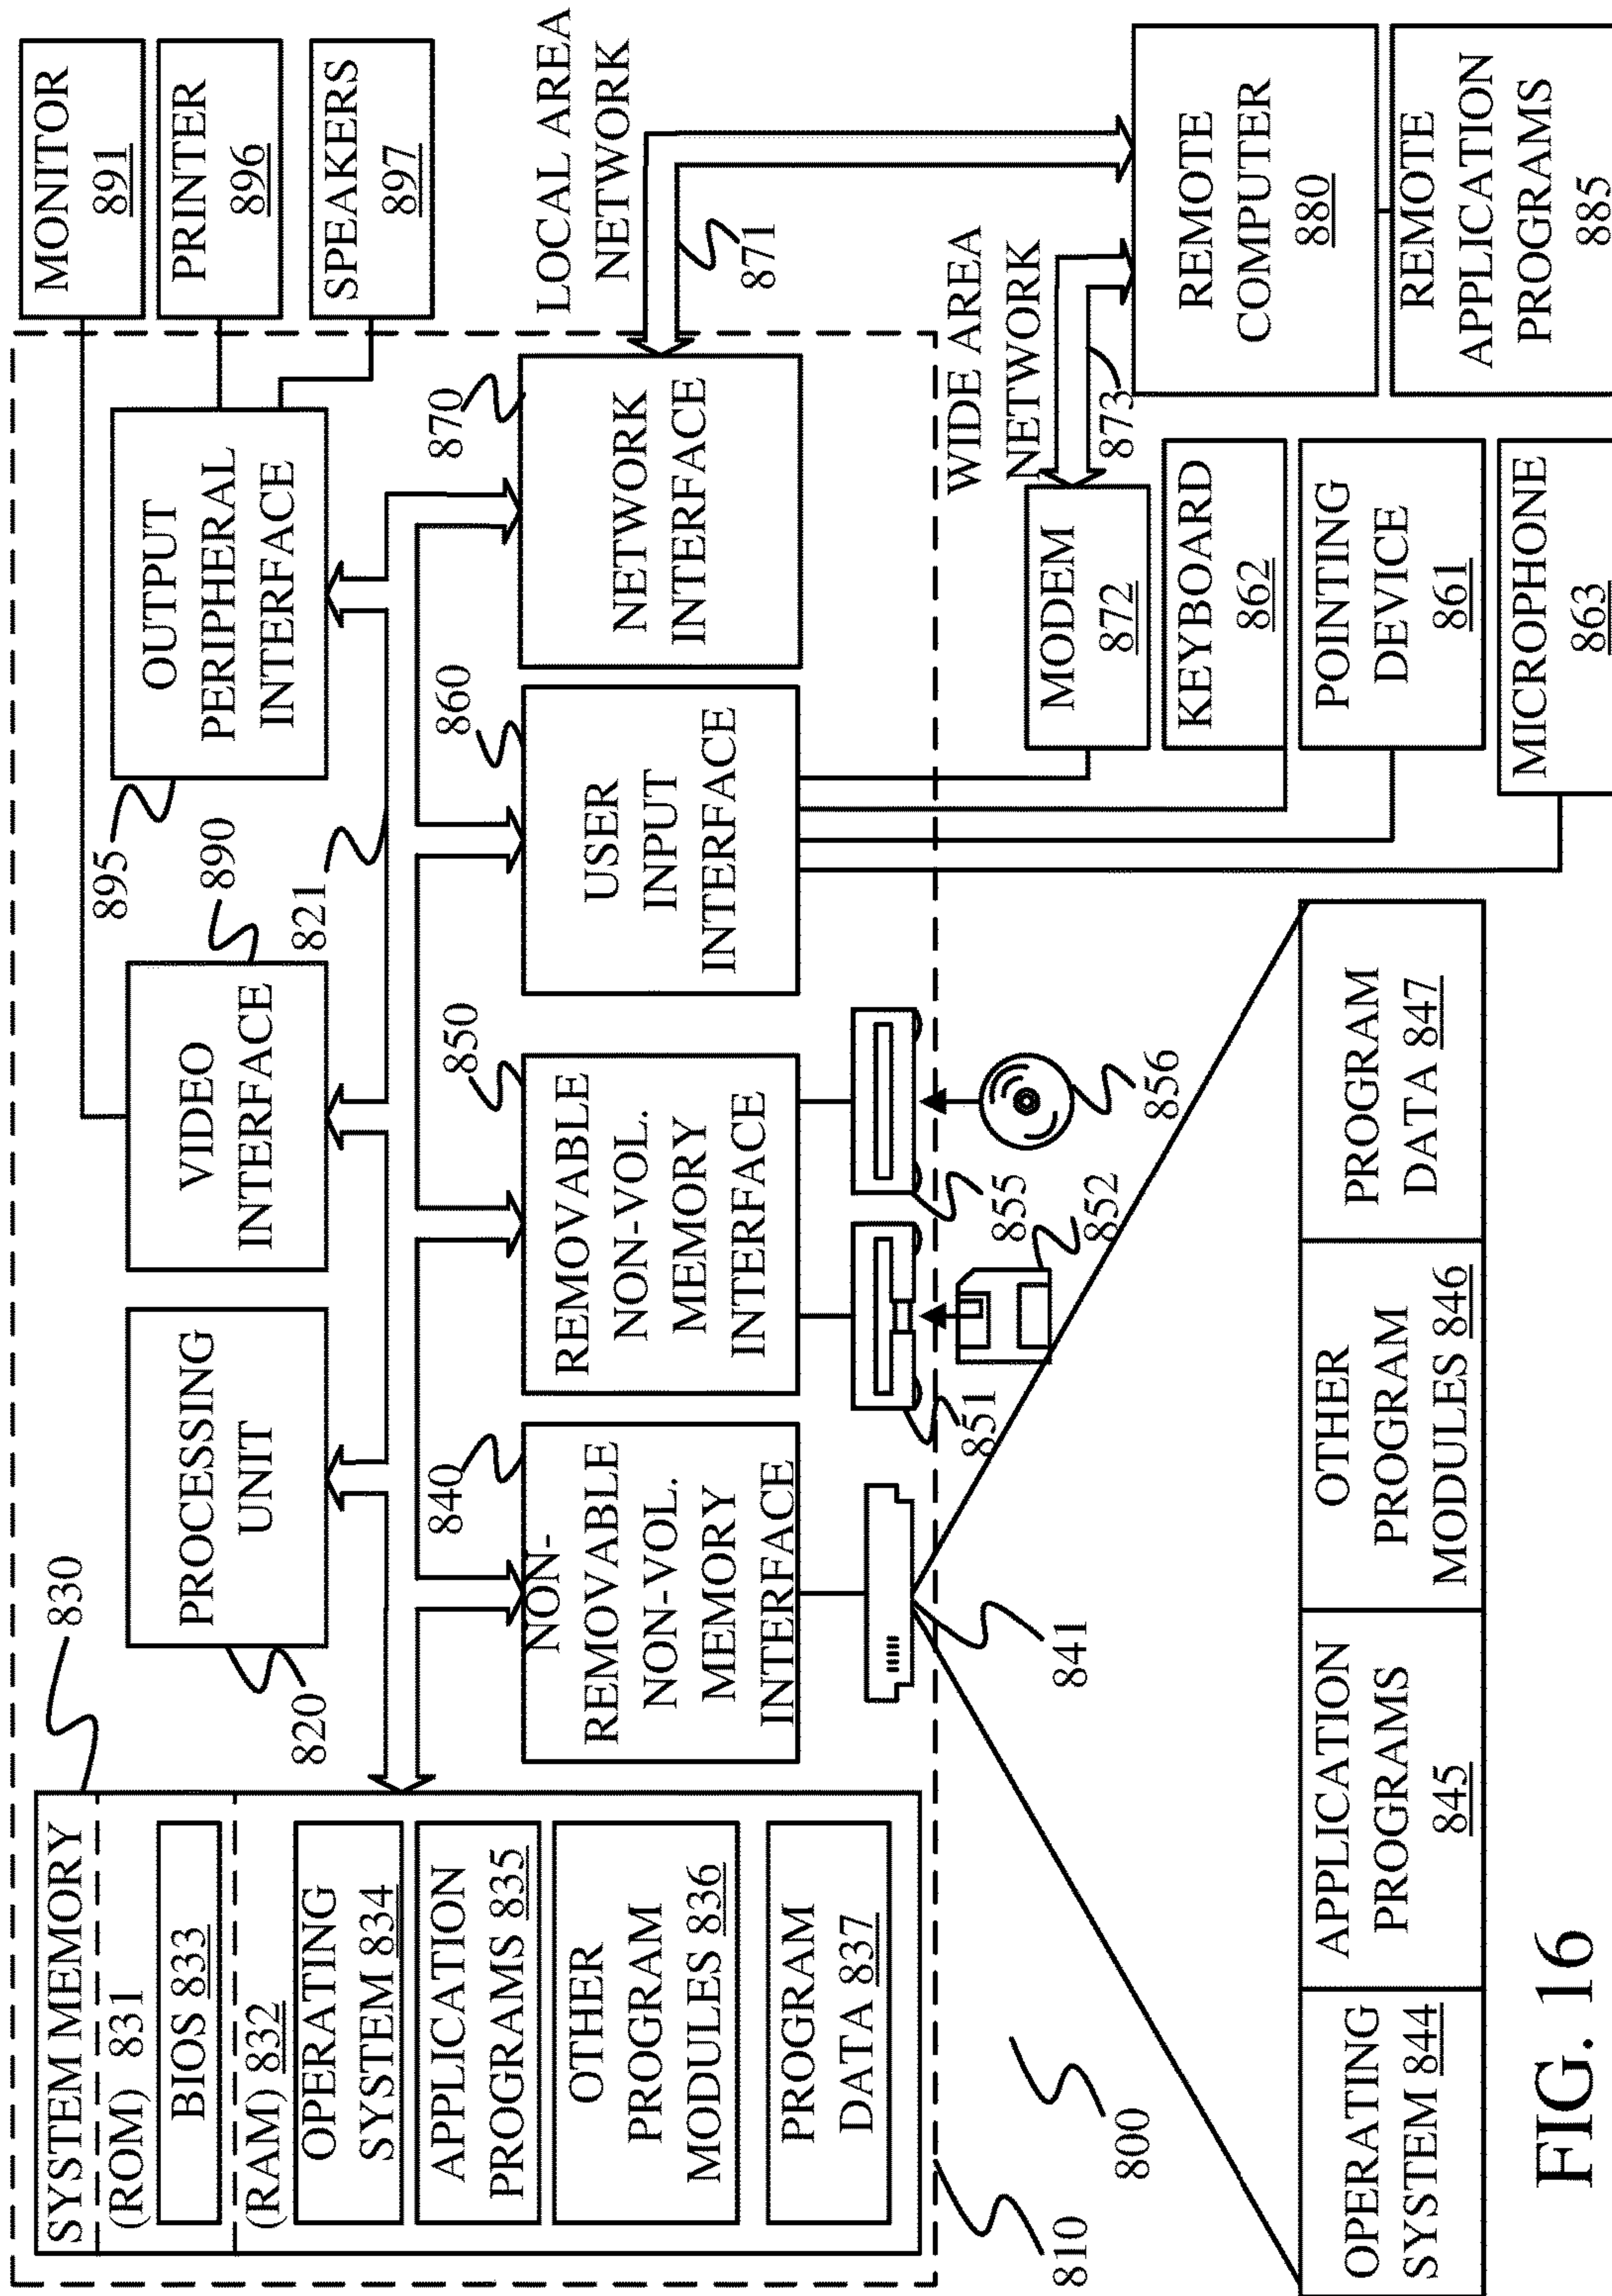 SYSTEM MEMORY
(ROM) 831
BIOS 833
(RAM) 832
OPERATING
SYSTEM 834
APPLICATION
PROGRAMS 835
OTHER
PROGRAM
MODULES 836
PROGRAM
DATA 837
830
820
PROCESSING
UNIT
VIDEO
INTERFACE
890
821
895
OUTPUT
PERIPHERAL
INTERFACE
MONITOR
891
PRINTER
896
SPEAKERS
897
840
NON-
REMOVABLE
NON-VOL.
MEMORY
INTERFACE
850
REMOVABLE
NON-VOL.
MEMORY
INTERFACE
860
USER
INPUT
INTERFACE
870
NETWORK
INTERFACE
LOCAL AREA
NETWORK
871
841
851
852
855
856
WIDE AREA
NETWORK
873
MODEM
872
KEYBOARD
862
POINTING
DEVICE
861
MICROPHONE
863
REMOTE
COMPUTER
880
REMOTE
APPLICATION
PROGRAMS
885
810
800
OPERATING
SYSTEM 844
APPLICATION
PROGRAMS
845
OTHER
PROGRAM
MODULES 846
PROGRAM
DATA 847
FIG. 16